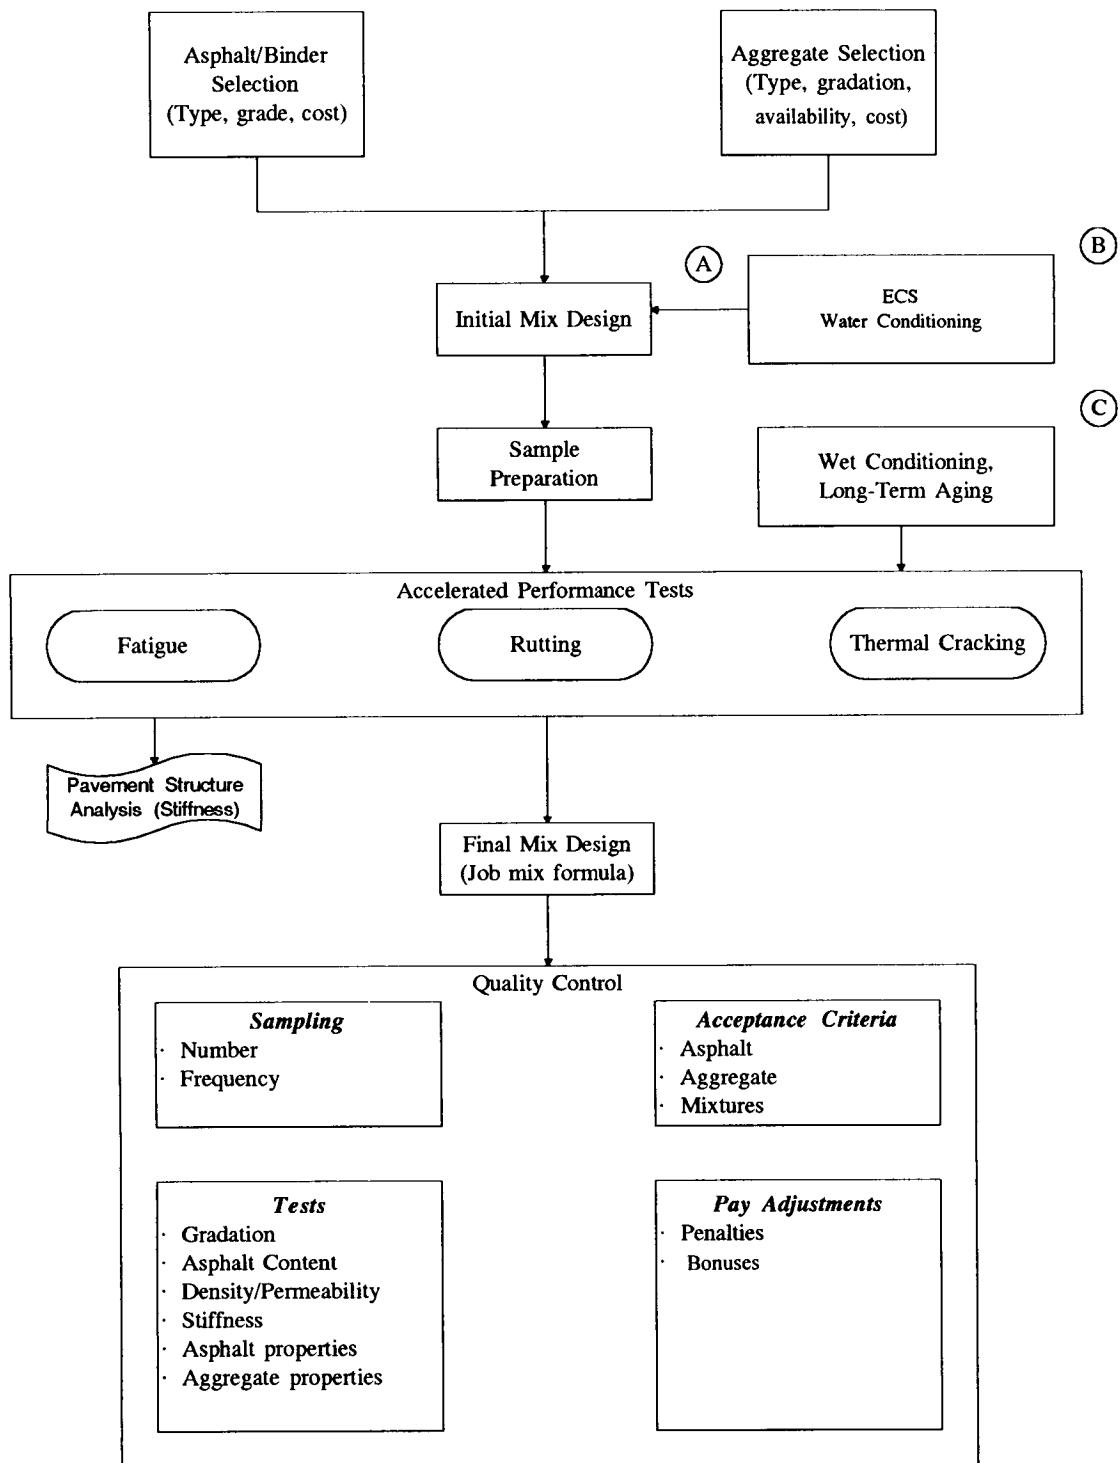 Asphalt/Binder
Selection
(Type, grade, cost)
Aggregate Selection
(Type, gradation,
availability, cost)
A
B
Initial Mix Design
ECS
Water Conditioning
C
Sample
Preparation
Wet Conditioning,
Long-Term Aging
Accelerated Performance Tests
Fatigue
Rutting
Thermal Cracking
Pavement Structure
Analysis (Stiffness)
Final Mix Design
(Job mix formula)
Quality Control
Sampling
· Number
· Frequency
Acceptance Criteria
· Asphalt
· Aggregate
· Mixtures
Tests
· Gradation
· Asphalt Content
· Density/Permeability
· Stiffness
· Asphalt properties
· Aggregate properties
Pay Adjustments
· Penalties
· Bonuses